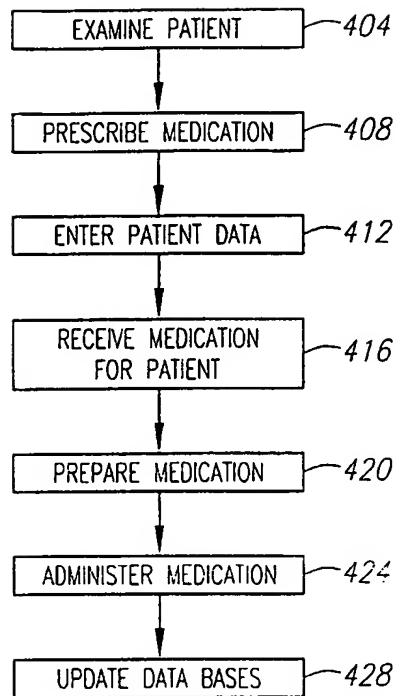 EXAMINE PATIENT 404
PRESCRIBE MEDICATION 408
ENTER PATIENT DATA 412
RECEIVE MEDICATION
FOR PATIENT 416
PREPARE MEDICATION 420
ADMINISTER MEDICATION 424
UPDATE DATA BASES 428